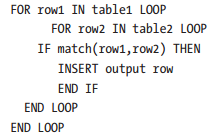 FOR row1 IN table1 LOOP
FOR row2 IN table2 LOOP
IF match(row1,row2) THEN
INSERT output row
END IF
END LOOP
END LOOP